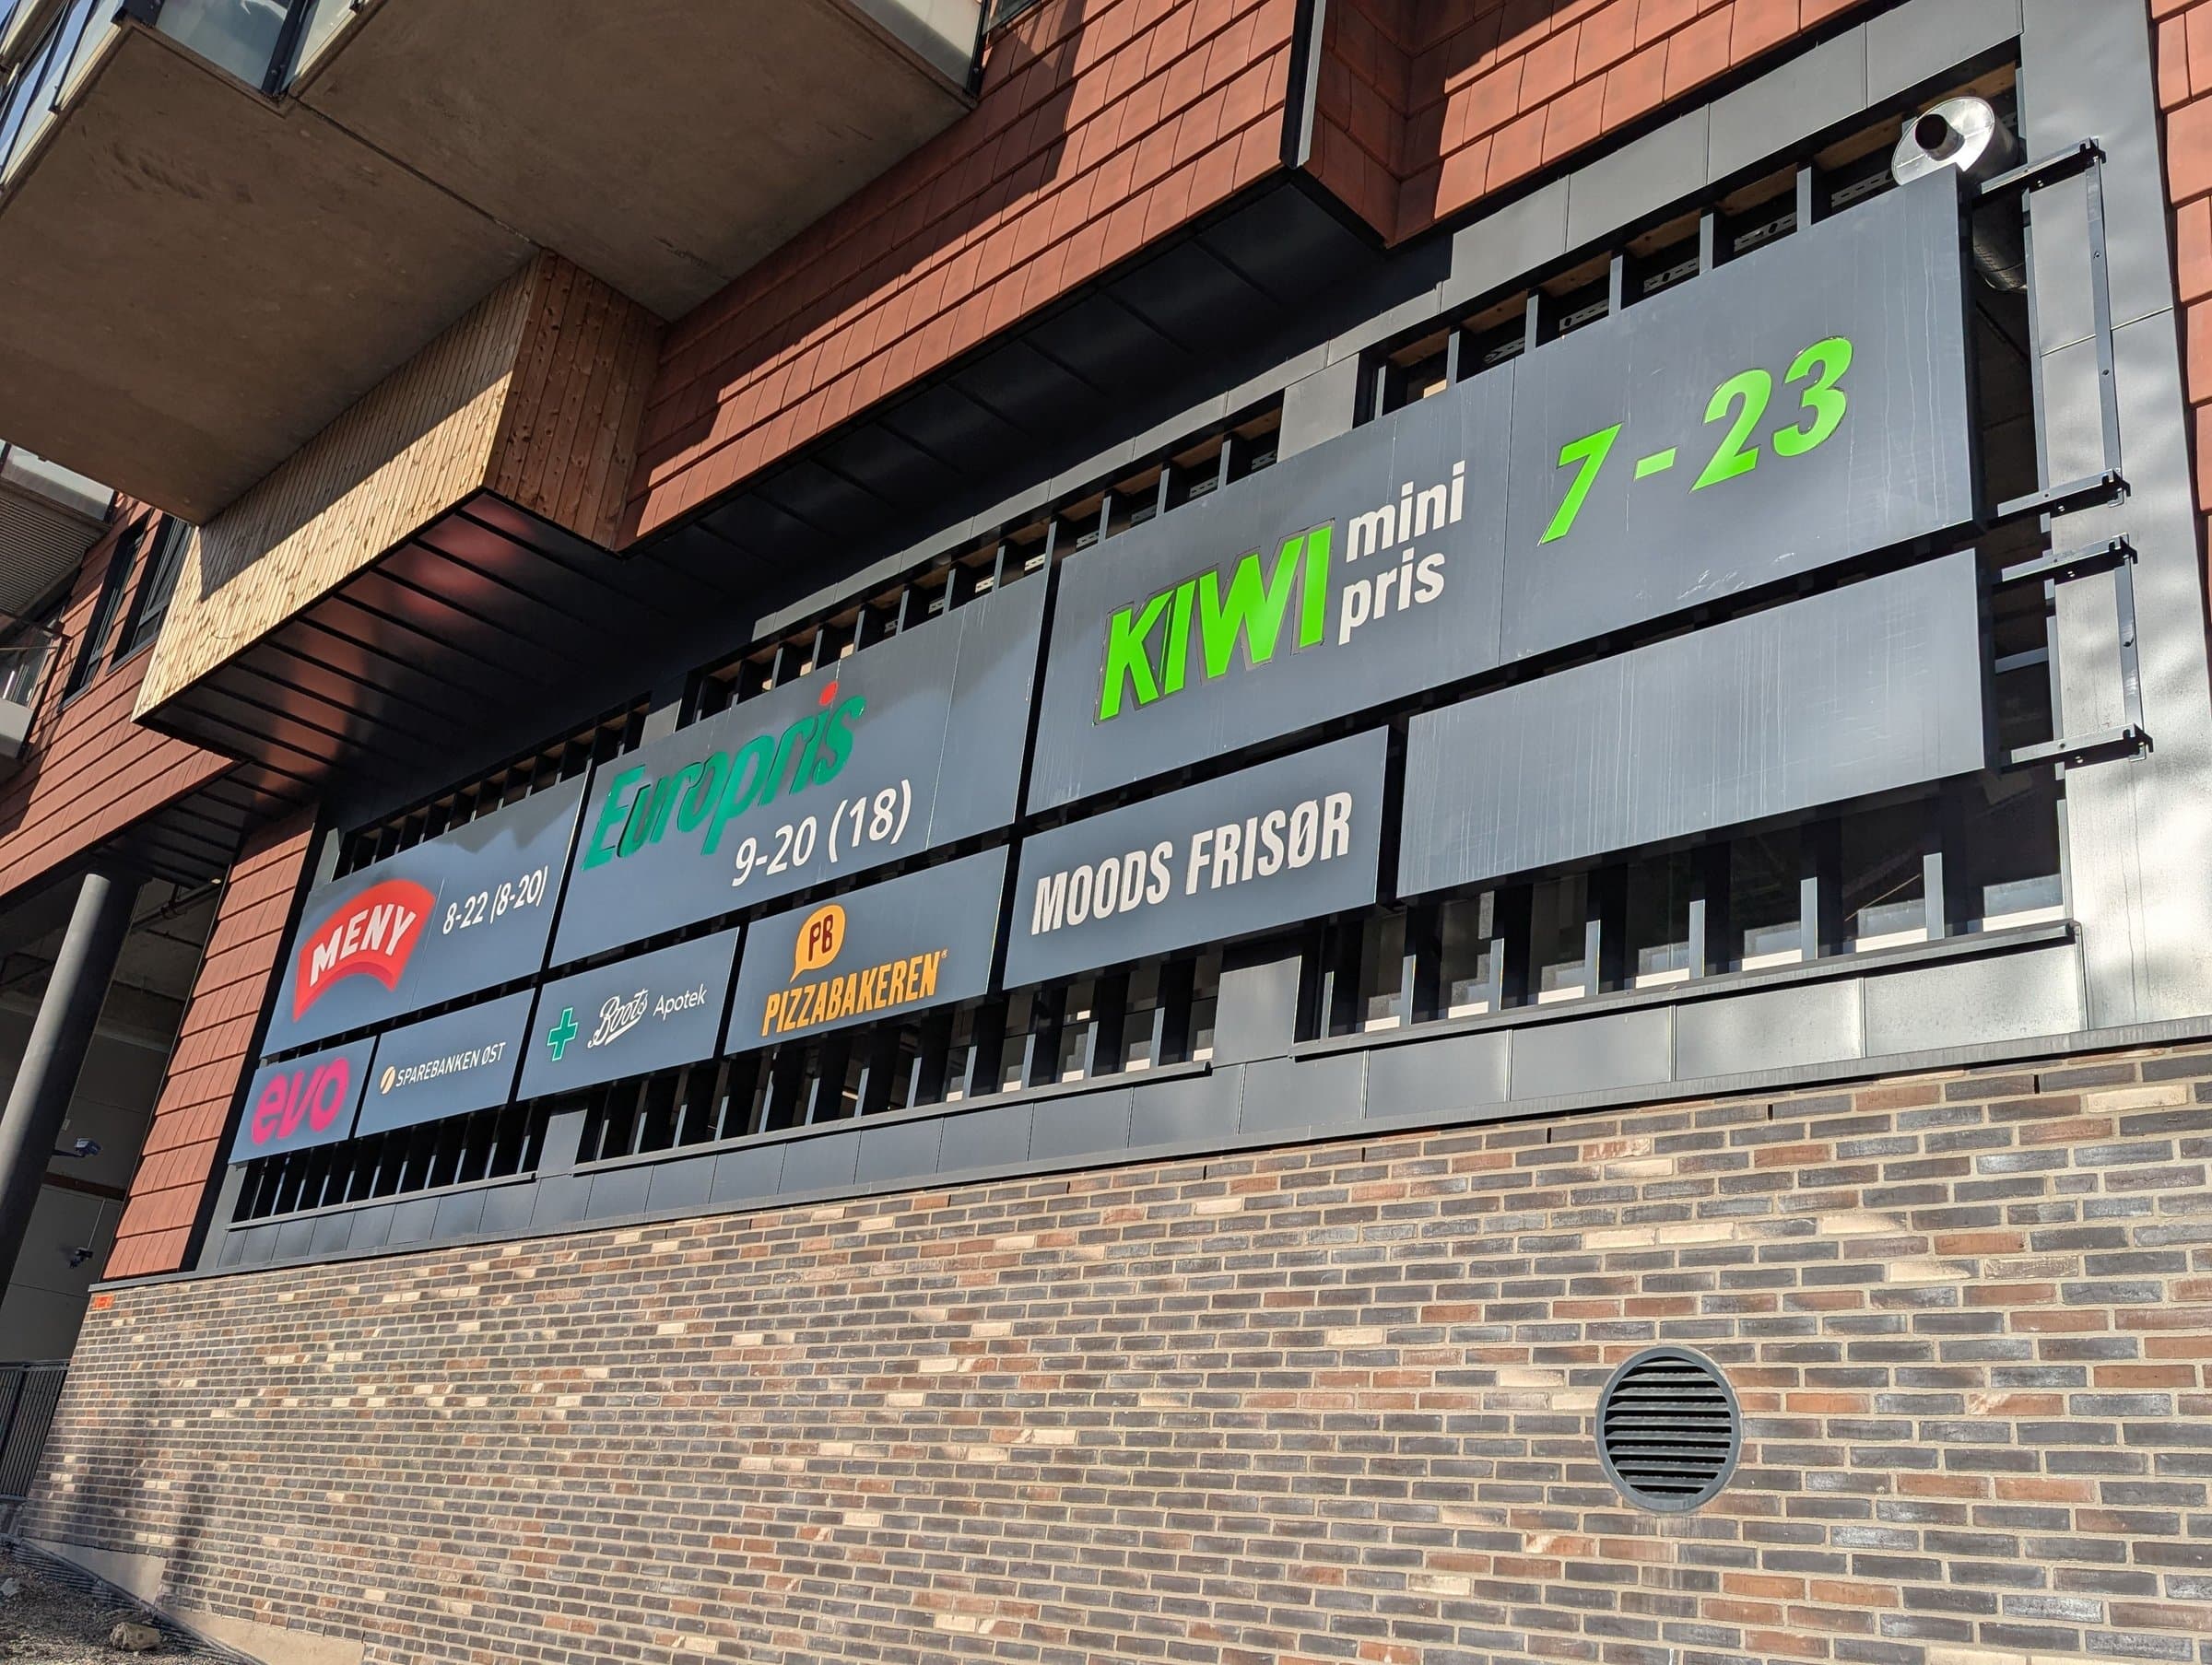 MENY
8-22 (8-20)
Europris
9-20 (18)
KIWI
mini
pris
7-23
evo
SPAREBANKEN ØST
Boots Apotek
PB
PIZZABAKEREN®
MOODS FRISØR